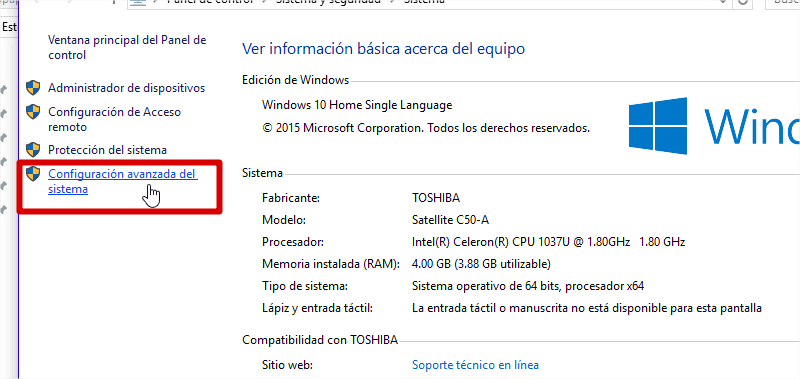 Panel de control › Sistema y seguridad › Sistema
Est
Ventana principal del Panel de
control
Administrador de dispositivos
Configuración de Acceso
remoto
Protección del sistema
Configuración avanzada del
sistema
Ver información básica acerca del equipo
Edición de Windows
Windows 10 Home Single Language
© 2015 Microsoft Corporation. Todos los derechos reservados.
Sistema
Fabricante: TOSHIBA
Modelo: Satellite C50-A
Procesador: Intel(R) Celeron(R) CPU 1037U @ 1.80GHz 1.80 GHz
Memoria instalada (RAM): 4.00 GB (3.88 GB utilizable)
Tipo de sistema: Sistema operativo de 64 bits, procesador x64
Lápiz y entrada táctil: La entrada táctil o manuscrita no está disponible para esta pantalla
Compatibilidad con TOSHIBA
Sitio web: Soporte técnico en línea